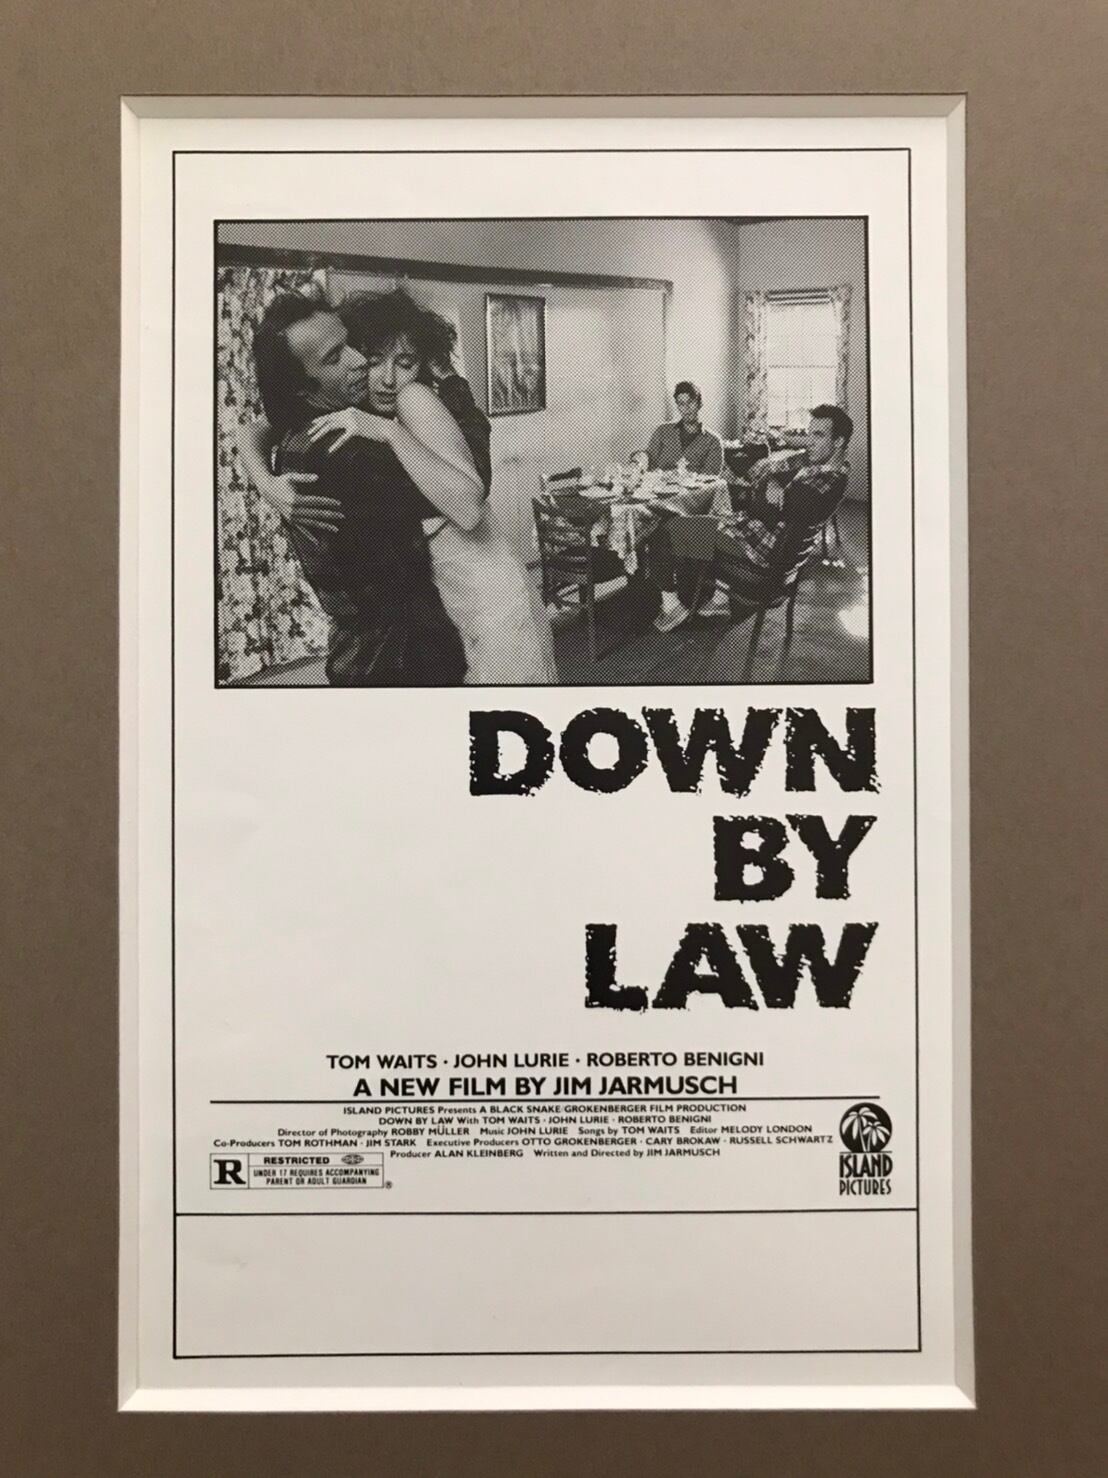 DOWN
BY
LAW
TOM WAITS · JOHN LURIE · ROBERTO BENIGNI
A NEW FILM BY JIM JARMUSCH
ISLAND PICTURES Presents A BLACK SNAKE/GROKENBERGER FILM PRODUCTION
DOWN BY LAW With TOM WAITS · JOHN LURIE · ROBERTO BENIGNI
Director of Photography ROBBY MÜLLER Music JOHN LURIE Songs by TOM WAITS Editor MELODY LONDON
Co-Producers TOM ROTHMAN · JIM STARK Executive Producers OTTO GROKENBERGER · CARY BROKAW · RUSSELL SCHWARTZ
Producer ALAN KLEINBERG Written and Directed by JIM JARMUSCH
R RESTRICTED
UNDER 17 REQUIRES ACCOMPANYING
PARENT OR ADULT GUARDIAN ®
ISLAND
PICTURES